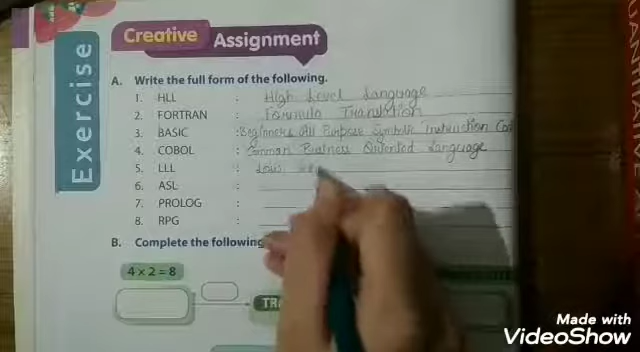 Exercise
Creative Assignment
A. Write the full form of the following.
1. HLL : High Level Language
2. FORTRAN : Formula Translation
3. BASIC : Beginners All Purpose Symbolic Instruction Cod
4. COBOL : Common Business Oriented Language
5. LLL : Low
6. ASL :
7. PROLOG :
8. RPG :
B. Complete the following
4 x 2 = 8
TR
Made with
VideoShow